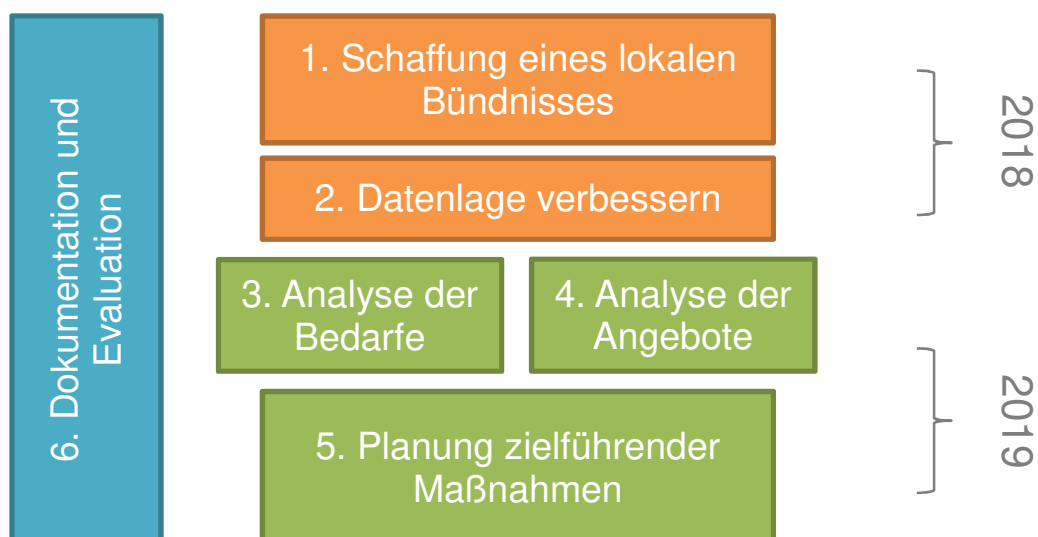 6. Dokumentation und
Evaluation
1. Schaffung eines lokalen
Bündnisses
2. Datenlage verbessern
3. Analyse der
Bedarfe
4. Analyse der
Angebote
5. Planung zielführender
Maßnahmen
2018
2019